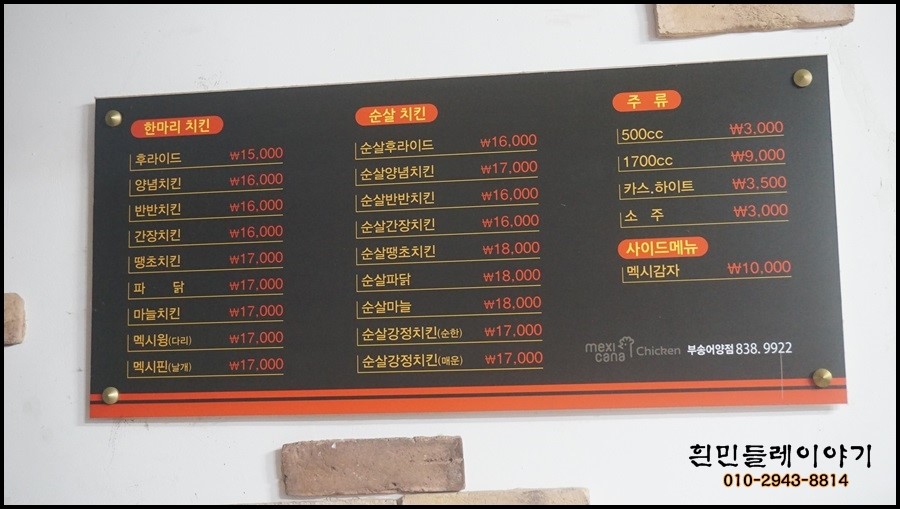 한마리 치킨
후라이드 ₩15,000
양념치킨 ₩16,000
반반치킨 ₩16,000
간장치킨 ₩16,000
땡초치킨 ₩17,000
파 닭 ₩17,000
마늘치킨 ₩17,000
멕시윙(다리) ₩17,000
멕시핀(날개) ₩17,000
순살 치킨
순살후라이드 ₩16,000
순살양념치킨 ₩17,000
순살반반치킨 ₩16,000
순살간장치킨 ₩16,000
순살땡초치킨 ₩18,000
순살파닭 ₩18,000
순살마늘 ₩18,000
순살강정치킨(순한) ₩17,000
순살강정치킨(매운) ₩17,000
주 류
500cc ₩3,000
1700cc ₩9,000
카스.하이트 ₩3,500
소 주 ₩3,000
사이드메뉴
멕시감자 ₩10,000
mexi
cana Chicken 부송어양점 838. 9922
흰민들레이야기
010-2943-8814